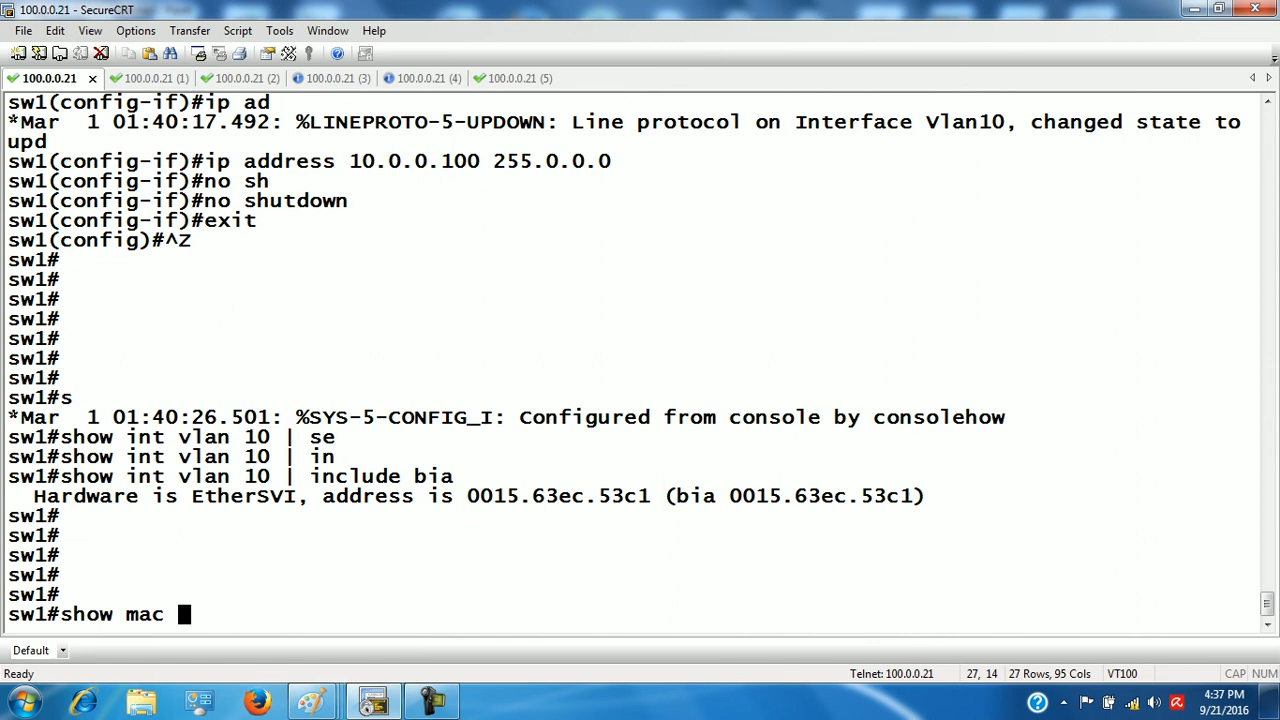 100.0.0.21 - SecureCRT
File Edit View Options Transfer Script Tools Window Help
100.0.0.21 100.0.0.21 (1) 100.0.0.21 (2) 100.0.0.21 (3) 100.0.0.21 (4) 100.0.0.21 (5)
sw1(config-if)#ip ad
*Mar  1 01:40:17.492: %LINEPROTO-5-UPDOWN: Line protocol on Interface Vlan10, changed state to
upd
sw1(config-if)#ip address 10.0.0.100 255.0.0.0
sw1(config-if)#no sh
sw1(config-if)#no shutdown
sw1(config-if)#exit
sw1(config)#^Z
sw1#
sw1#
sw1#
sw1#
sw1#
sw1#
sw1#
sw1#s
*Mar  1 01:40:26.501: %SYS-5-CONFIG_I: Configured from console by consolehow
sw1#show int vlan 10 | se
sw1#show int vlan 10 | in
sw1#show int vlan 10 | include bia
  Hardware is EtherSVI, address is 0015.63ec.53c1 (bia 0015.63ec.53c1)
sw1#
sw1#
sw1#
sw1#
sw1#
sw1#show mac
Default
Ready Telnet: 100.0.0.21 27, 14 27 Rows, 95 Cols VT100 CAP NUM
4:37 PM
9/21/2016